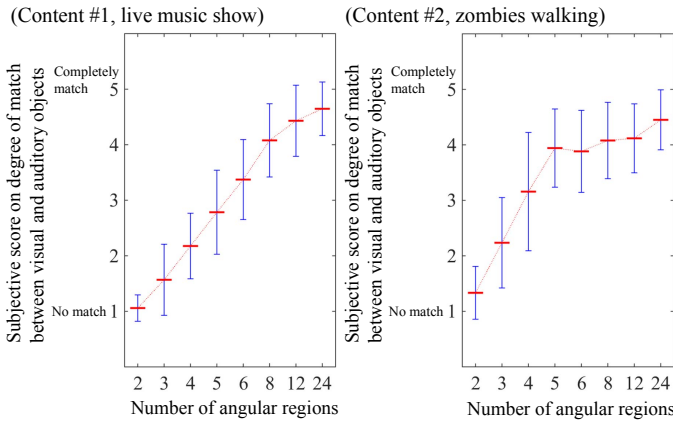 (Content #1, live music show)
Subjective score on degree of match
between visual and auditory objects
Completely
match
5
4
3
2
No match 1
2 3 4 5 6 8 12 24
Number of angular regions
(Content #2, zombies walking)
Subjective score on degree of match
between visual and auditory objects
Completely
match
5
4
3
2
No match 1
2 3 4 5 6 8 12 24
Number of angular regions